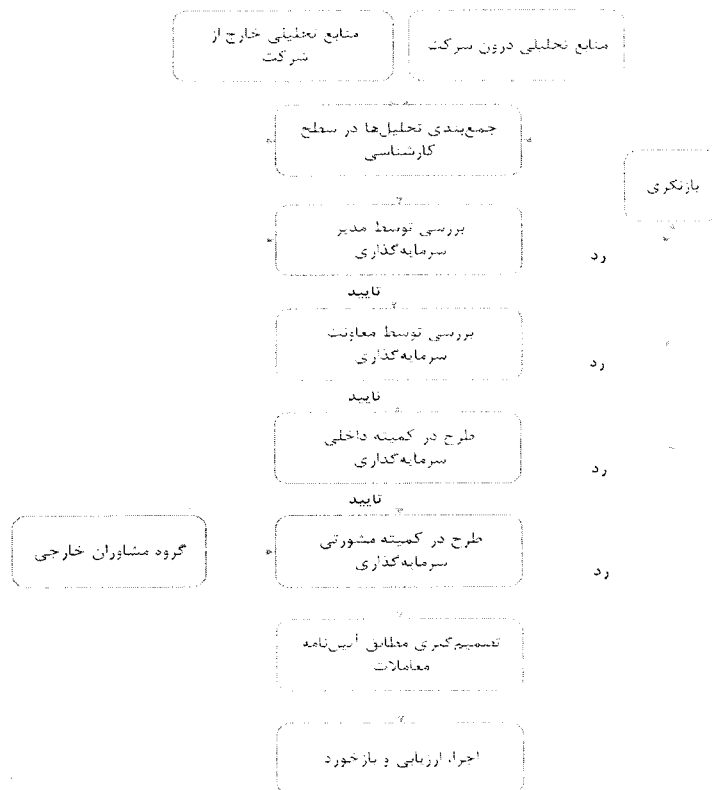 منابع تحلیلی درون شرکت
منابع تحلیلی خارج از
شرکت
جمع‌بندی تحلیل‌ها در سطح
کارشناسی
بازنگری
بررسی توسط مدیر
سرمایه‌گذاری
رد
تایید
بررسی توسط معاونت
سرمایه‌گذاری
رد
تایید
طرح در کمیته داخلی
سرمایه‌گذاری
رد
تایید
طرح در کمیته مشورتی
سرمایه‌گذاری
گروه مشاوران خارجی
رد
تصمیم‌گیری مطابق آیین‌نامه
معاملات
اجرا، ارزیابی و بازخورد